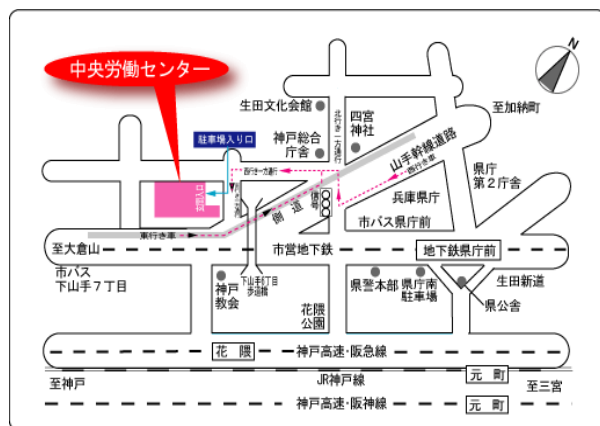 N
中央労働センター
生田文化会館
四宮
神社
至加納町
駐車場入り口
神戸総合
庁舎
北行き一方通行
山手幹線道路
西行き車
西行き一方通行
県庁
第2庁舎
玄関入口
信号
側道
兵庫県庁
市バス県庁前
東行き車
至大倉山
市営地下鉄
地下鉄県庁前
市バス
下山手7丁目
神戸
教会
下山手6丁目
歩道橋
県警本部
県庁南
駐車場
生田新道
県公舎
花隈
公園
花隈
神戸高速・阪急線
至神戸
JR神戸線
元町
至三宮
神戸高速・阪神線
元町